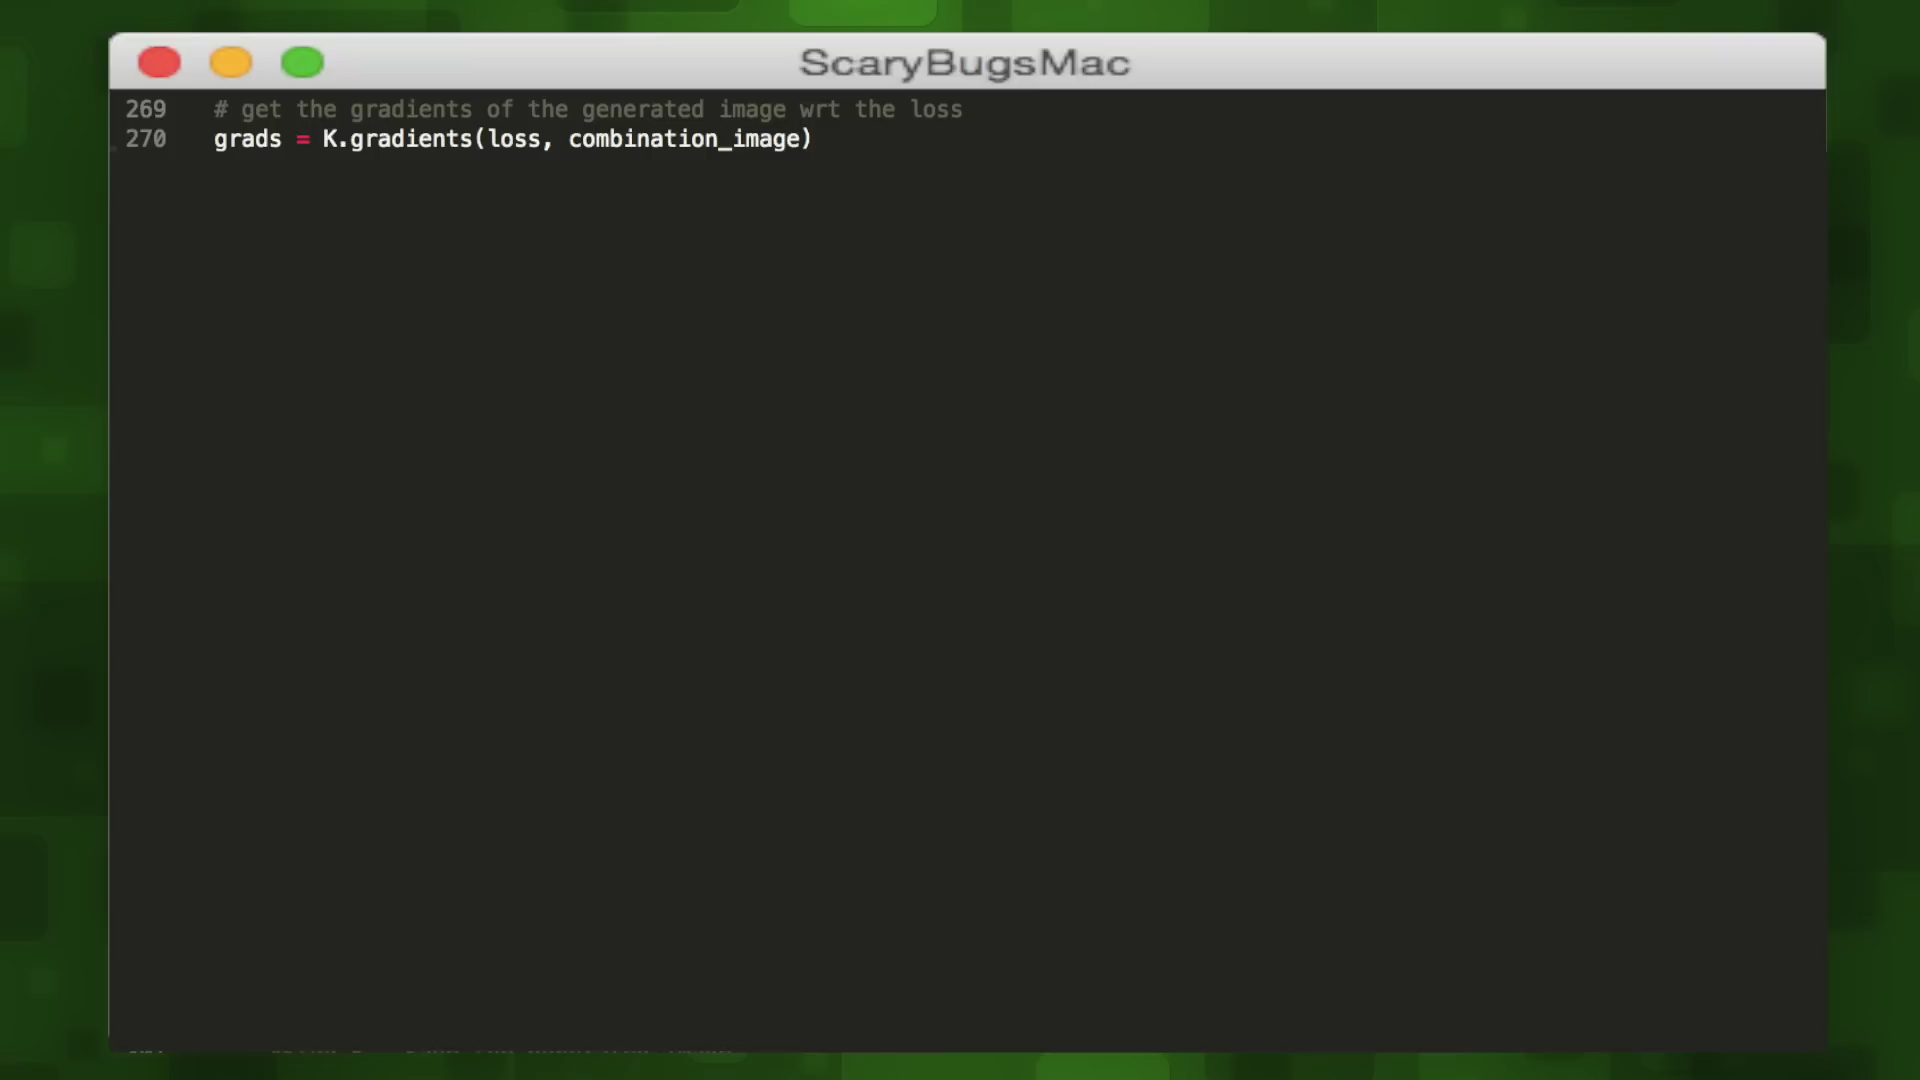 ScaryBugsMac
269 # get the gradients of the generated image wrt the loss
270 grads = K.gradients(loss, combination_image)